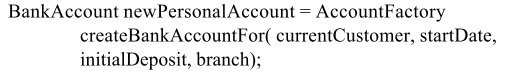 BankAccount newPersonalAccount = AccountFactory
createBankAccountFor( currentCustomer, startDate,
initialDeposit, branch);